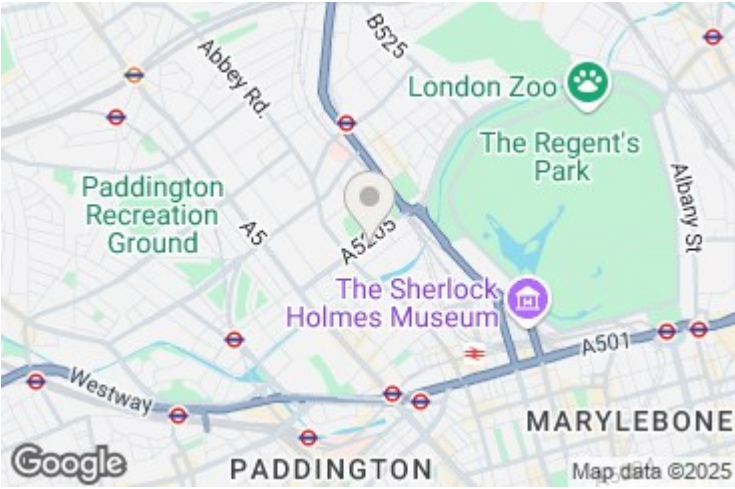 B525
Abbey Rd.
London Zoo
The Regent's
Park
Albany St
Paddington
Recreation
Ground
A5
A5205
The Sherlock
Holmes Museum
A501
Westway
MARYLEBONE
PADDINGTON
Google
Map data ©2025